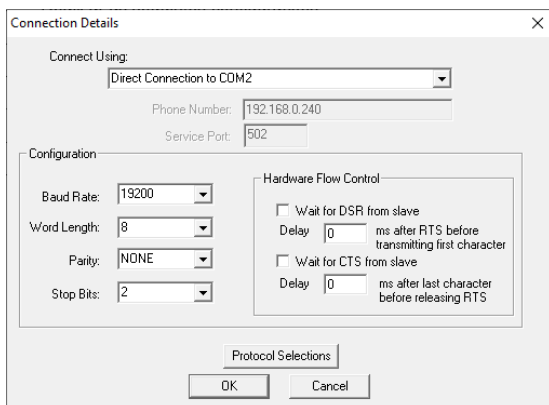 Connection Details
Connect Using:
Direct Connection to COM2
Phone Number: 192.168.0.240
Service Port: 502
Configuration
Baud Rate: 19200
Word Length: 8
Parity: NONE
Stop Bits: 2
Hardware Flow Control
Wait for DSR from slave
Delay 0 ms after RTS before
transmitting first character
Wait for CTS from slave
Delay 0 ms after last character
before releasing RTS
Protocol Selections
OK Cancel